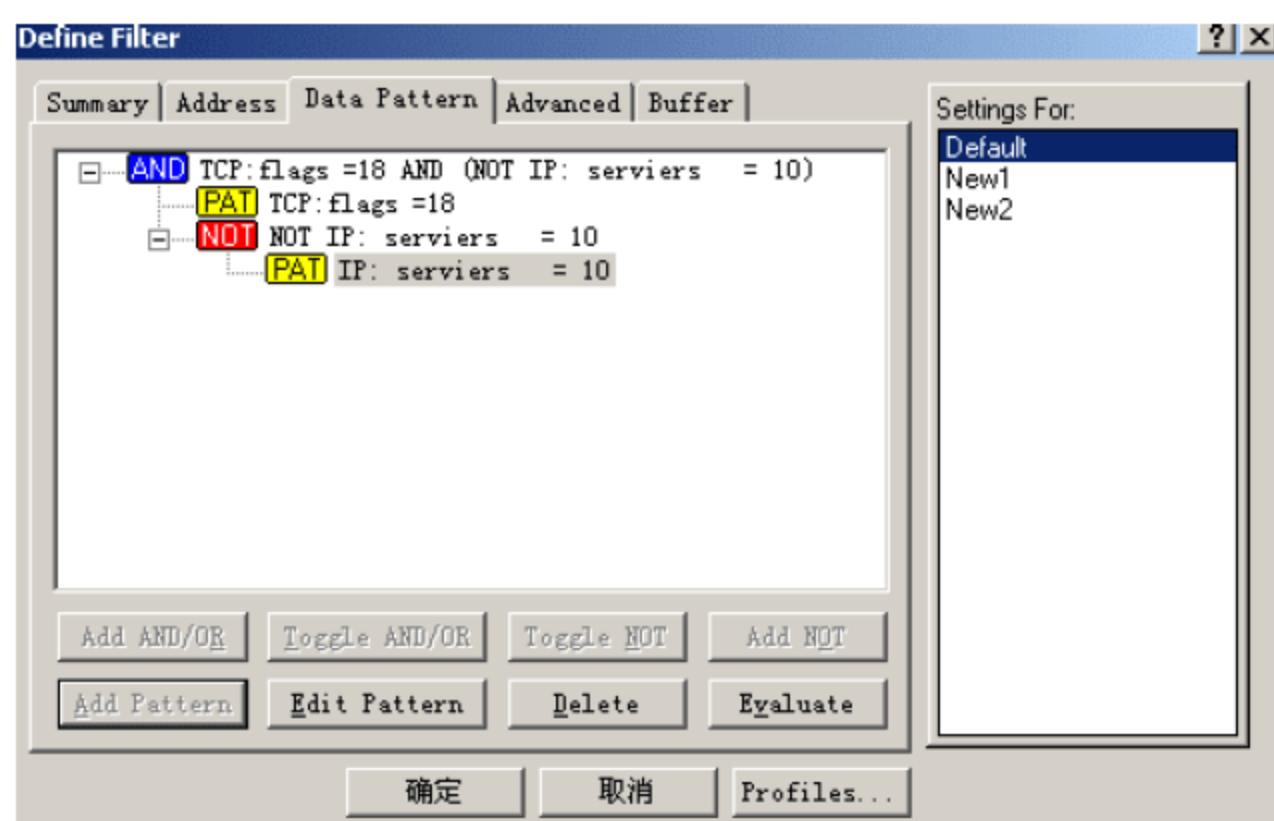 Define Filter
Summary Address Data Pattern Advanced Buffer
Settings For:
Default
New1
New2
AND TCP:flags =18 AND (NOT IP: serviers = 10)
PAT TCP:flags =18
NOT NOT IP: serviers = 10
PAT IP: serviers = 10
Add AND/OR Toggle AND/OR Toggle NOT Add NOT
Add Pattern Edit Pattern Delete Evaluate
确定 取消 Profiles...